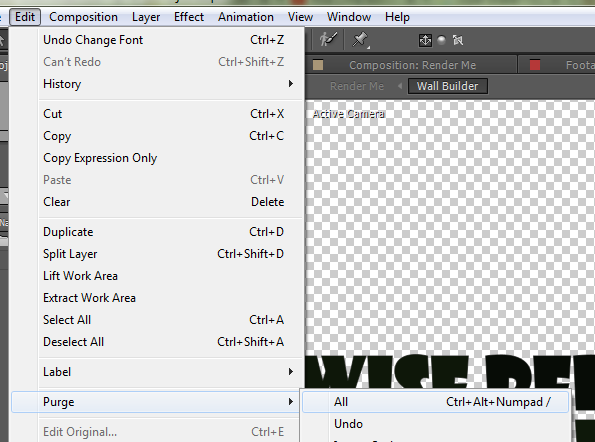 Edit Composition Layer Effect Animation View Window Help
Undo Change Font Ctrl+Z
Can't Redo Ctrl+Shift+Z
History
Cut Ctrl+X
Copy Ctrl+C
Copy Expression Only
Paste Ctrl+V
Clear Delete
Duplicate Ctrl+D
Split Layer Ctrl+Shift+D
Lift Work Area
Extract Work Area
Select All Ctrl+A
Deselect All Ctrl+Shift+A
Label
Purge
Edit Original... Ctrl+E
All Ctrl+Alt+Numpad /
Undo
Composition: Render Me Foota
Render Me Wall Builder
Active Camera
WISE